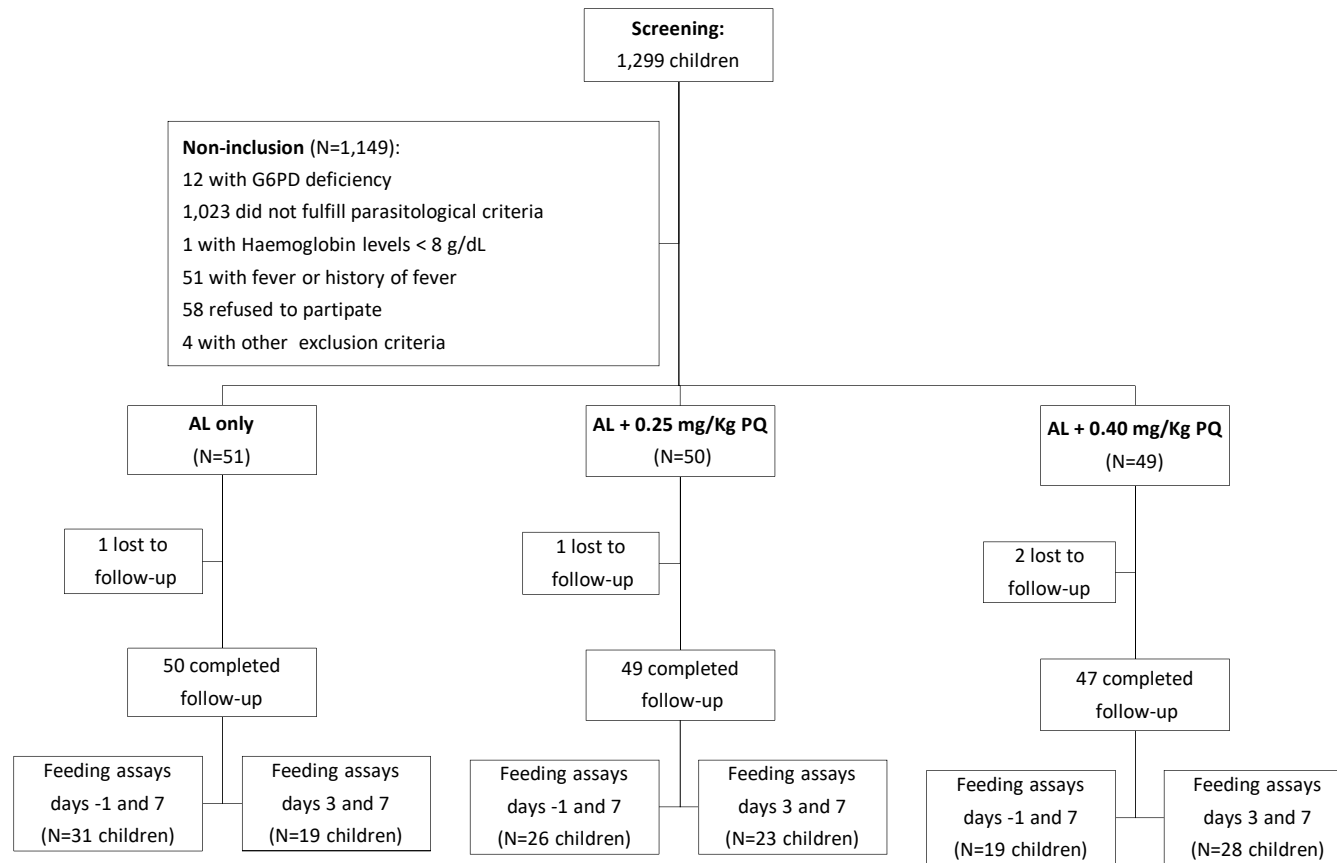 Screening:
1,299 children
Non-inclusion (N=1,149):
12 with G6PD deficiency
1,023 did not fulfill parasitological criteria
1 with Haemoglobin levels < 8 g/dL
51 with fever or history of fever
58 refused to partipate
4 with other exclusion criteria
AL only
(N=51)
AL + 0.25 mg/Kg PQ
(N=50)
AL + 0.40 mg/Kg PQ
(N=49)
1 lost to
follow-up
1 lost to
follow-up
2 lost to
follow-up
50 completed
follow-up
49 completed
follow-up
47 completed
follow-up
Feeding assays
days -1 and 7
(N=31 children)
Feeding assays
days 3 and 7
(N=19 children)
Feeding assays
days -1 and 7
(N=26 children)
Feeding assays
days 3 and 7
(N=23 children)
Feeding assays
days -1 and 7
(N=19 children)
Feeding assays
days 3 and 7
(N=28 children)